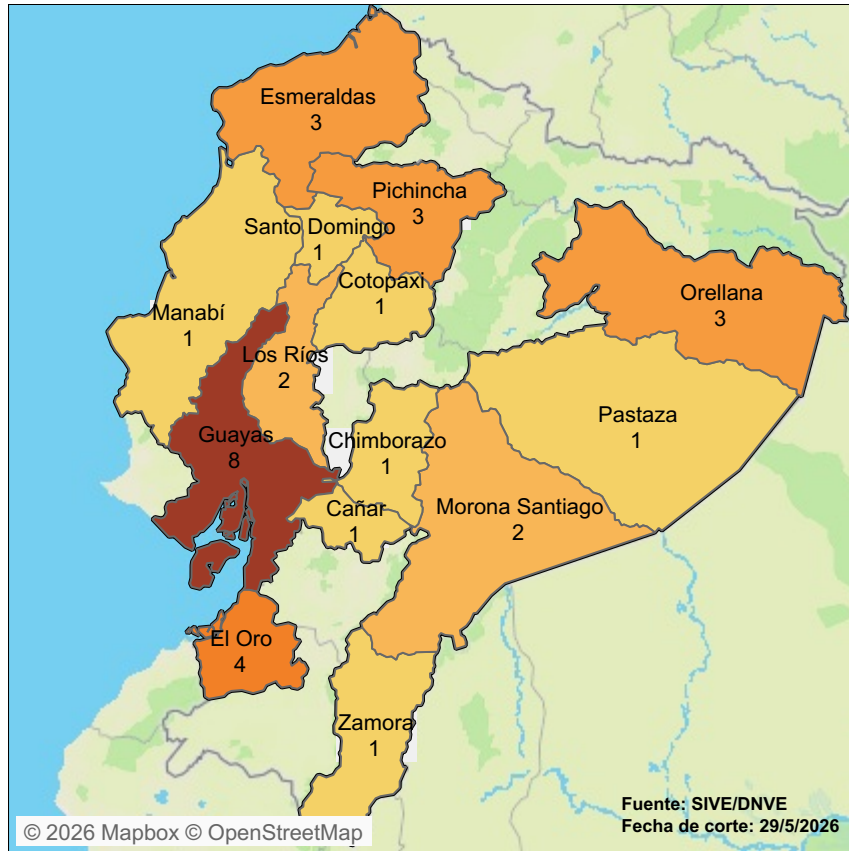 Esmeraldas
3
Pichincha
3
Santo Domingo
1
Cotopaxi
1
Orellana
3
Manabí
1
Los Ríos
2
Pastaza
1
Guayas
8
Chimborazo
1
Cañar
1
Morona Santiago
2
El Oro
4
Zamora
1
Fuente: SIVE/DNVE
Fecha de corte: 29/5/2026
© 2026 Mapbox © OpenStreetMap